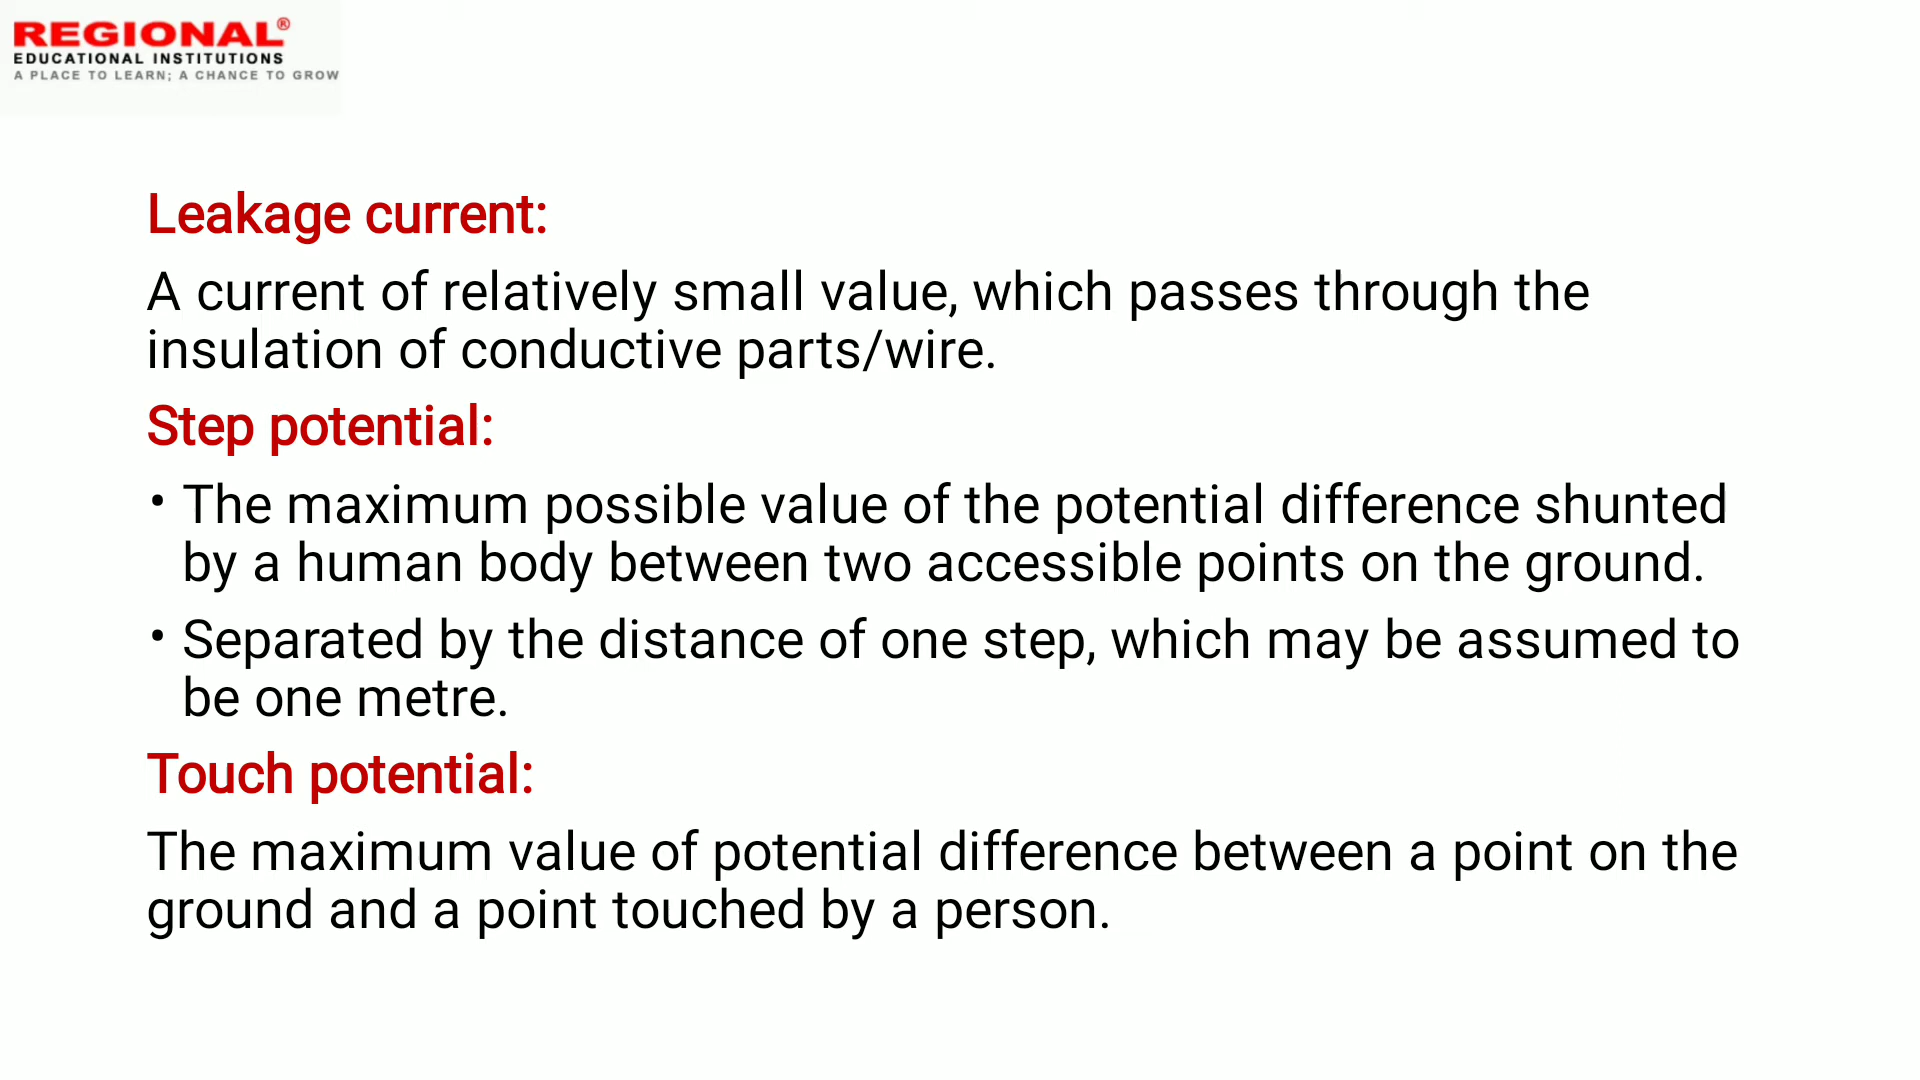 REGIONAL®
EDUCATIONAL INSTITUTIONS
A PLACE TO LEARN; A CHANCE TO GROW
Leakage current:
A current of relatively small value, which passes through the
insulation of conductive parts/wire.
Step potential:
• The maximum possible value of the potential difference shunted
by a human body between two accessible points on the ground.
• Separated by the distance of one step, which may be assumed to
be one metre.
Touch potential:
The maximum value of potential difference between a point on the
ground and a point touched by a person.